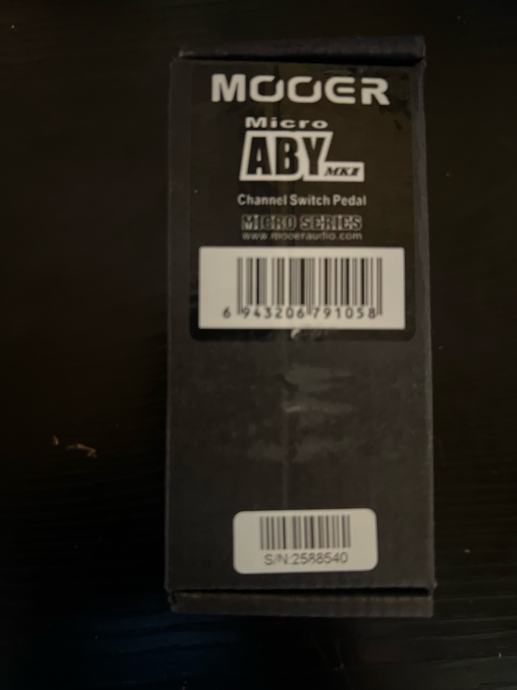 MOOER
Micro
ABY MKII
Channel Switch Pedal
MICRO SERIES
www.mooeraudio.com
6 943206 791058
S/N:2588540